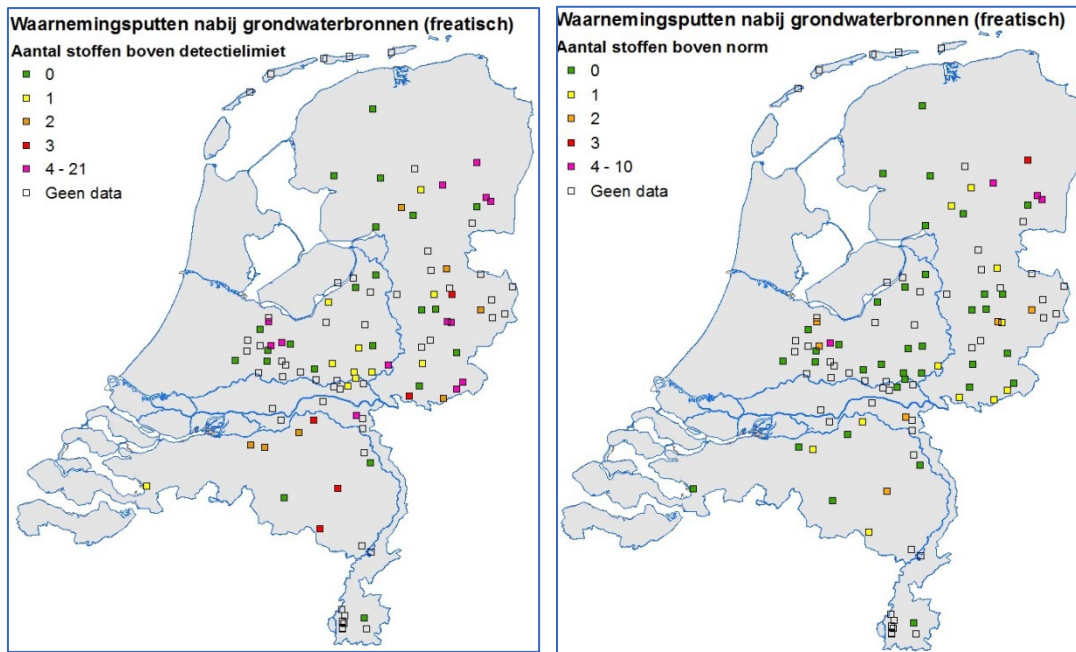 Waarnemingsputten nabij grondwaterbronnen (freatisch)
Aantal stoffen boven detectielimiet
0
1
2
3
4 - 21
Geen data
Waarnemingsputten nabij grondwaterbronnen (freatisch)
Aantal stoffen boven norm
0
1
2
3
4 - 10
Geen data